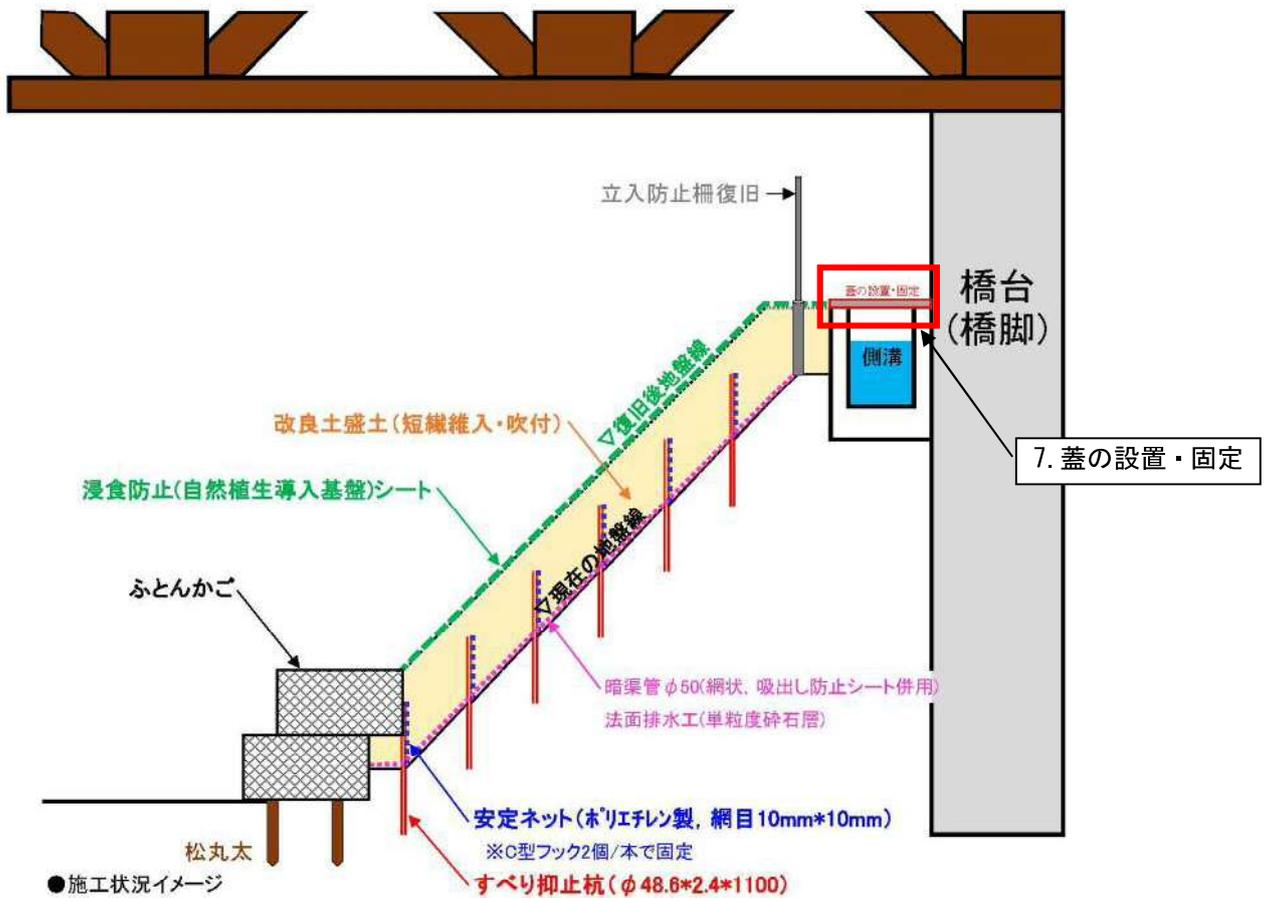 立入防止柵復旧
蓋の設置・固定
橋台
(橋脚)
側溝
▽復旧後地盤線
改良土盛土(短繊維入・吹付)
7. 蓋の設置・固定
浸食防止(自然植生導入基盤)シート
▽現在の地盤線
ふとんかご
暗渠管φ50(網状、吸出し防止シート併用)
法面排水工(単粒度砕石層)
安定ネット(ポリエチレン製, 網目10mm*10mm)
※C型フック2個/本で固定
松丸太
●施工状況イメージ
すべり抑止杭(φ48.6*2.4*1100)